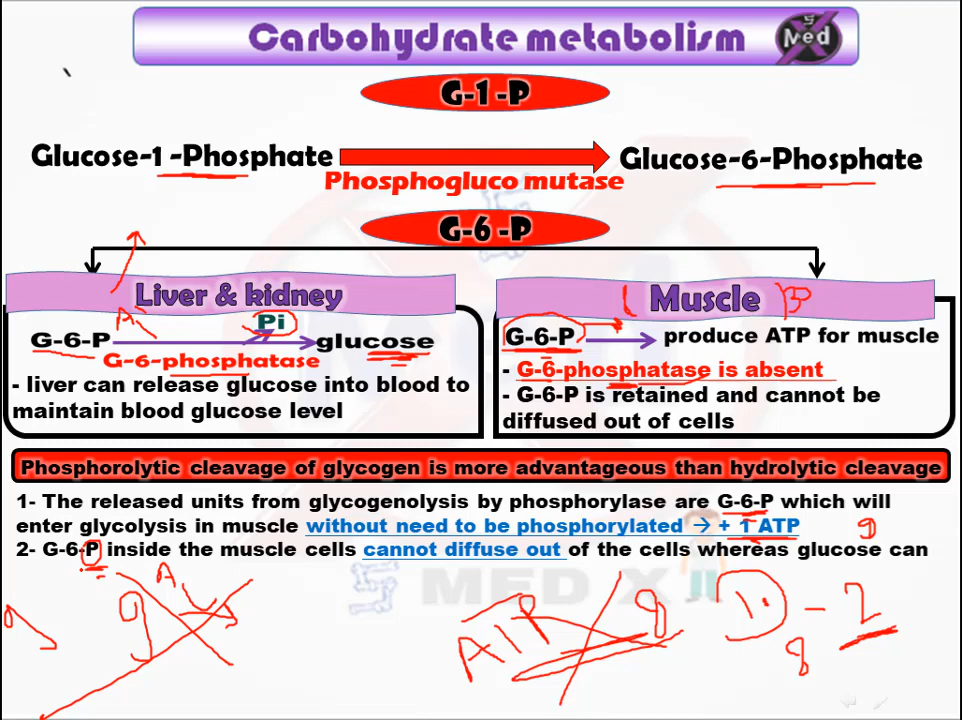 Carbohydrate metabolism
Med
G-1-P
Glucose-1-Phosphate
Glucose-6-Phosphate
Phosphogluco mutase
G-6-P
Liver & kidney
Muscle
Pi
G-6-P
glucose
G-6-phosphatase
- liver can release glucose into blood to
maintain blood glucose level
G-6-P
produce ATP for muscle
- G-6-phosphatase is absent
- G-6-P is retained and cannot be
diffused out of cells
Phosphorolytic cleavage of glycogen is more advantageous than hydrolytic cleavage
1- The released units from glycogenolysis by phosphorylase are G-6-P which will
enter glycolysis in muscle without need to be phosphorylated → + 1 ATP
2- G-6-P inside the muscle cells cannot diffuse out of the cells whereas glucose can
MED X
8
10 - 2
8